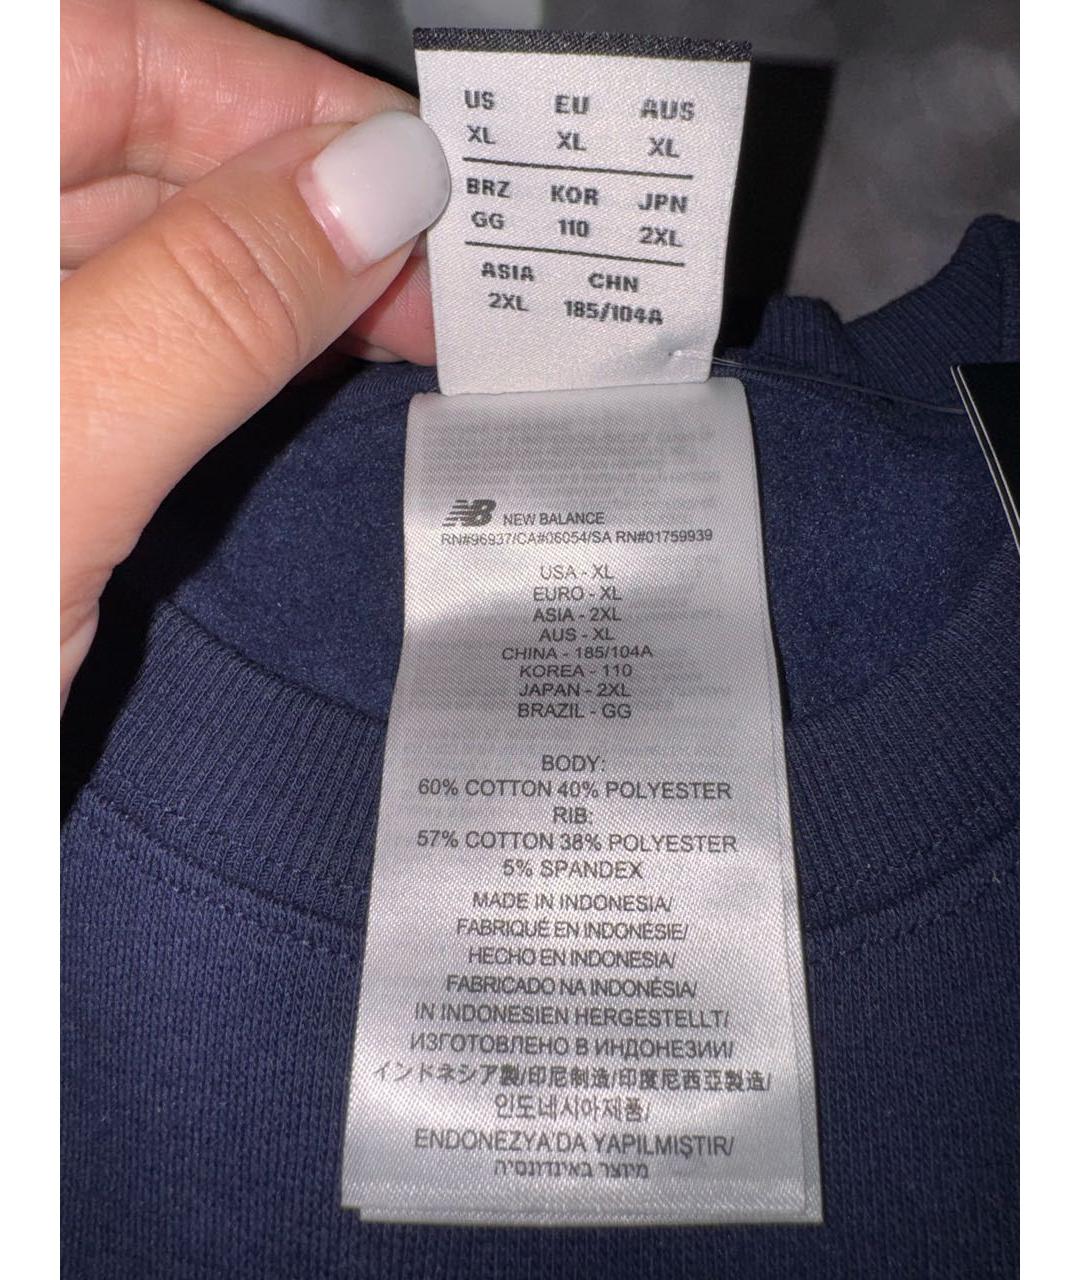 US EU AUS
XL XL XL
BRZ KOR JPN
GG 110 2XL
ASIA CHN
2XL 185/104A
NB NEW BALANCE
RN#96937/CA#06054/SA RN#01759939
USA - XL
EURO - XL
ASIA - 2XL
AUS - XL
CHINA - 185/104A
KOREA - 110
JAPAN - 2XL
BRAZIL - GG
BODY:
60% COTTON 40% POLYESTER
RIB:
57% COTTON 38% POLYESTER
5% SPANDEX
MADE IN INDONESIA/
FABRIQUÉ EN INDONESIE/
HECHO EN INDONESIA/
FABRICADO NA INDONÉSIA/
IN INDONESIEN HERGESTELLT/
ИЗГОТОВЛЕНО В ИНДОНЕЗИИ/
インドネシア製/印尼制造/印度尼西亞製造/
인도네시아제품/
ENDONEZYA'DA YAPILMIŞTIR/
מיוצר באינדונסיה